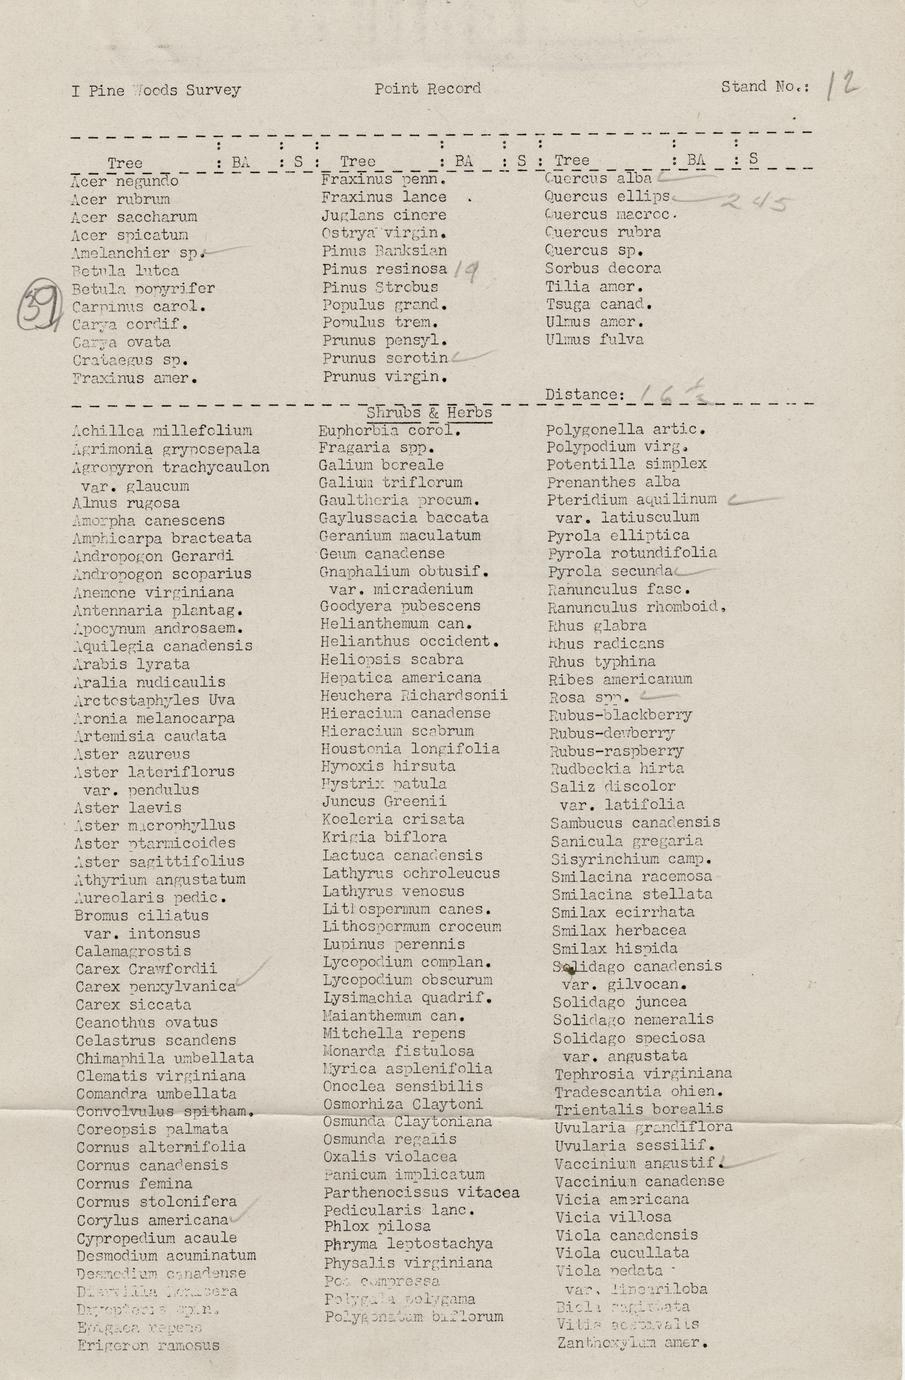 I Pine Woods Survey Point Record Stand No.: 12
Tree : BA : S : Tree : BA : S : Tree : BA : S
Acer negundo
Acer rubrum
Acer saccharum
Acer spicatum
Amelanchier sp.
Betula lutea
Betula papyrifer
Carpinus carol.
Carya cordif.
Carya ovata
Crataegus sp.
Fraxinus amer.
39
Fraxinus penn.
Fraxinus lance .
Juglans cinere
Ostrya virgin.
Pinus Banksian
Pinus resinosa 19
Pinus Strobus
Populus grand.
Populus trem.
Prunus pensyl.
Prunus serotin
Prunus virgin.
Quercus alba
Quercus ellips. 245
Quercus macroc.
Quercus rubra
Quercus sp.
Sorbus decora
Tilia amer.
Tsuga canad.
Ulmus amer.
Ulmus fulva
Distance: 16 1/2
Shrubs & Herbs
Achillea millefolium
Agrimonia gryposepala
Agropyron trachycaulon
var. glaucum
Alnus rugosa
Amorpha canescens
Amphicarpa bracteata
Andropogon Gerardi
Andropogon scoparius
Anemone virginiana
Antennaria plantag.
Apocynum androsaem.
Aquilegia canadensis
Arabis lyrata
Aralia nudicaulis
Arctostaphyles Uva
Aronia melanocarpa
Artemisia caudata
Aster azureus
Aster lateriflorus
var. pendulus
Aster laevis
Aster macrophyllus
Aster ptarmicoides
Aster sagittifolius
Athyrium angustatum
Aureolaris pedic.
Bromus ciliatus
var. intonsus
Calamagrostis
Carex Crawfordii
Carex penxylvanica
Carex siccata
Ceanothus ovatus
Celastrus scandens
Chimaphila umbellata
Clematis virginiana
Comandra umbellata
Convolvulus spitham.
Coreopsis palmata
Cornus altermifolia
Cornus canadensis
Cornus femina
Cornus stolonifera
Corylus americana
Cypropedium acaule
Desmodium acuminatum
Desmodium canadense
Diervilla lonicera
Dryopteris spin.
Epigaea repens
Erigeron ramosus
Euphorbia corol.
Fragaria spp.
Galium boreale
Galium triflorum
Gaultheria procum.
Gaylussacia baccata
Geranium maculatum
Geum canadense
Gnaphalium obtusif.
var. micradenium
Goodyera pubescens
Helianthemum can.
Helianthus occident.
Heliopsis scabra
Hepatica americana
Heuchera Richardsonii
Hieracium canadense
Hieracium scabrum
Houstonia longifolia
Hypoxis hirsuta
Hystrix patula
Juncus Greenii
Koeleria crisata
Krigia biflora
Lactuca canadensis
Lathyrus ochroleucus
Lathyrus venosus
Lithospermum canes.
Lithospermum croceum
Lupinus perennis
Lycopodium complan.
Lycopodium obscurum
Lysimachia quadrif.
Maianthemum can.
Mitchella repens
Monarda fistulosa
Myrica asplenifolia
Onoclea sensibilis
Osmorhiza Claytoni
Osmunda Claytoniana
Osmunda regalis
Oxalis violacea
Panicum implicatum
Parthenocissus vitacea
Pedicularis lanc.
Phlox pilosa
Phryma leptostachya
Physalis virginiana
Poa compressa
Polygala polygama
Polygonatum biflorum
Polygonella artic.
Polypodium virg.
Potentilla simplex
Prenanthes alba
Pteridium aquilinum
var. latiusculum
Pyrola elliptica
Pyrola rotundifolia
Pyrola secunda
Ranunculus fasc.
Ranunculus rhomboid,
Rhus glabra
Rhus radicans
Rhus typhina
Ribes americanum
Rosa spp.
Rubus-blackberry
Rubus-dewberry
Rubus-raspberry
Rudbeckia hirta
Saliz discolor
var. latifolia
Sambucus canadensis
Sanicula gregaria
Sisyrinchium camp.
Smilacina racemosa
Smilacina stellata
Smilax ecirrhata
Smilax herbacea
Smilax hispida
Solidago canadensis
var. gilvocan.
Solidago juncea
Solidago nemeralis
Solidago speciosa
var. angustata
Tephrosia virginiana
Tradescantia ohien.
Trientalis borealis
Uvularia grandiflora
Uvularia sessilif.
Vaccinium angustif.
Vaccinium canadense
Vicia americana
Vicia villosa
Viola canadensis
Viola cucullata
Viola pedata
var. lineariloba
Viola sagittata
Vitis aestivalis
Zanthoxylum amer.